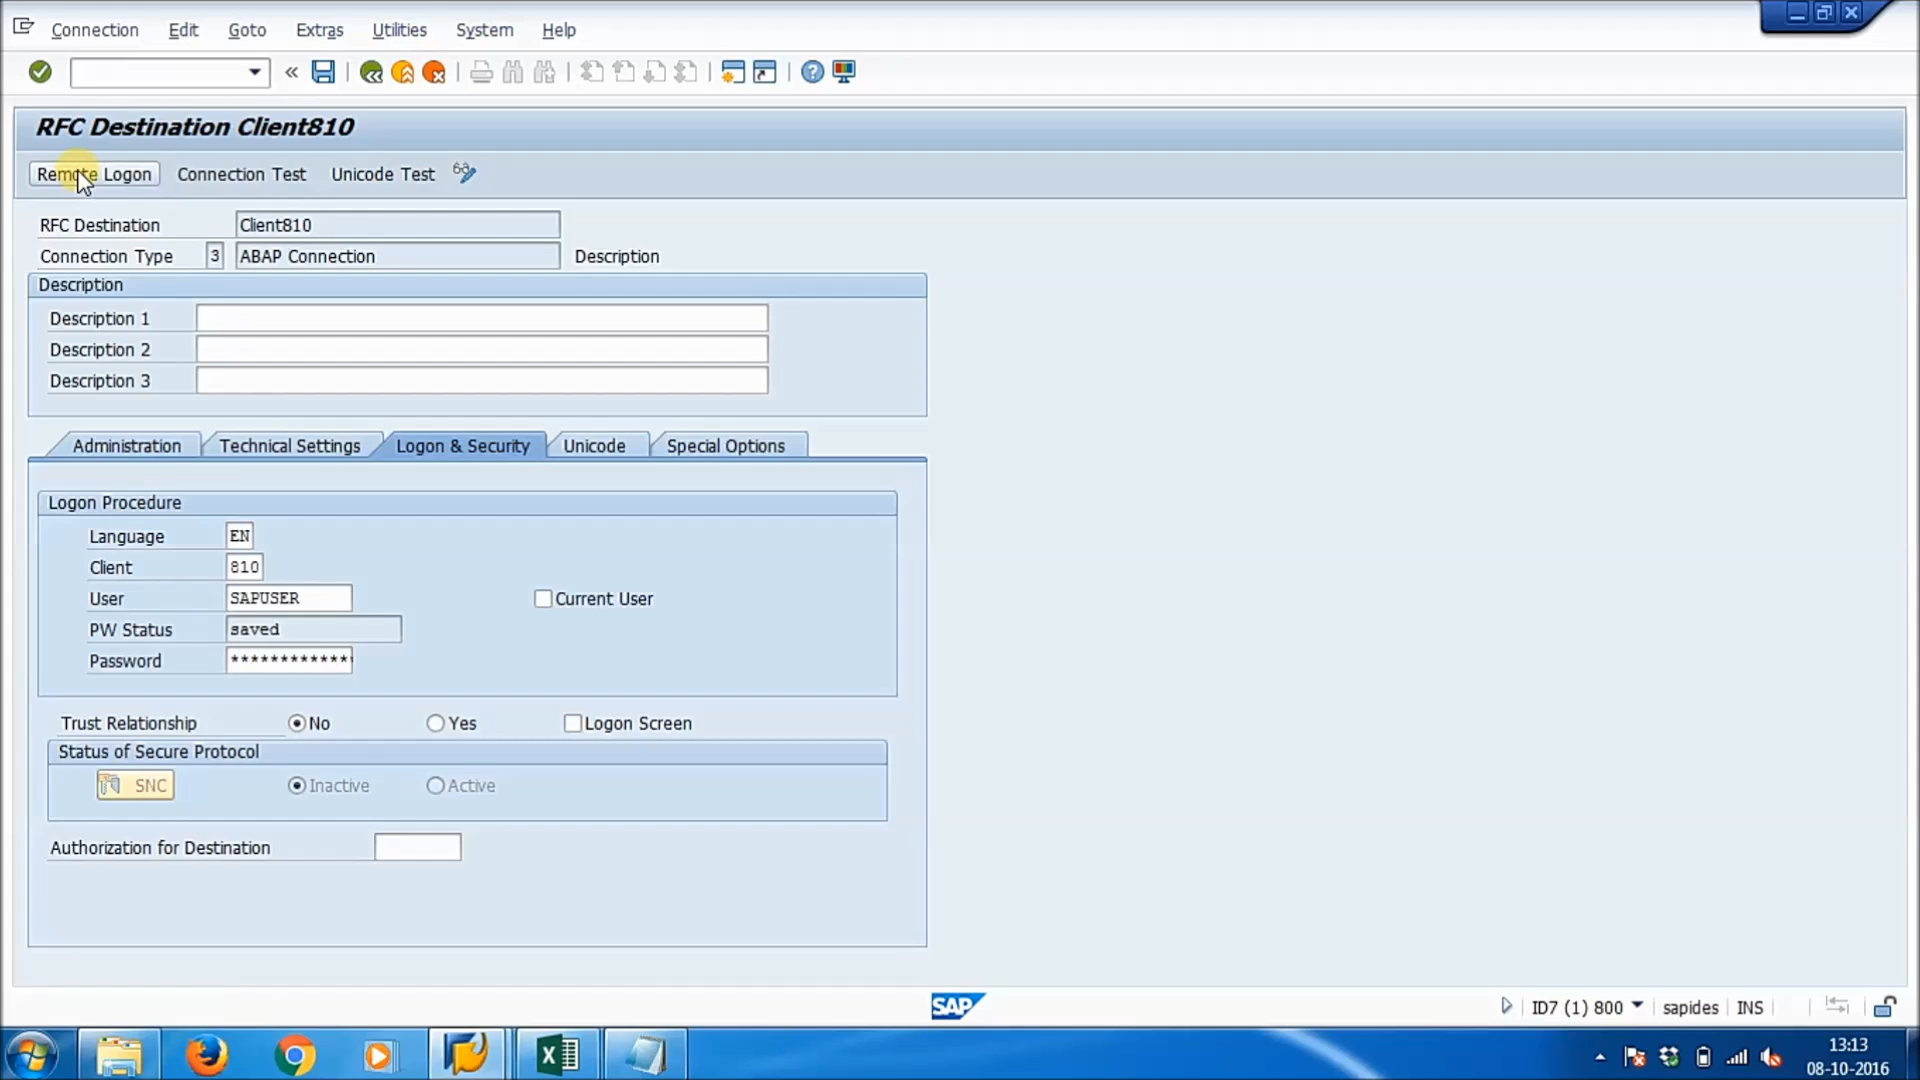 Connection Edit Goto Extras Utilities System Help
RFC Destination Client810
Remote Logon Connection Test Unicode Test
RFC Destination Client810
Connection Type 3 ABAP Connection Description
Description
Description 1
Description 2
Description 3
Administration Technical Settings Logon & Security Unicode Special Options
Logon Procedure
Language EN
Client 810
User SAPUSER Current User
PW Status saved
Password *************
Trust Relationship No Yes Logon Screen
Status of Secure Protocol
SNC Inactive Active
Authorization for Destination
SAP ID7 (1) 800 sapides INS
13:13
08-10-2016